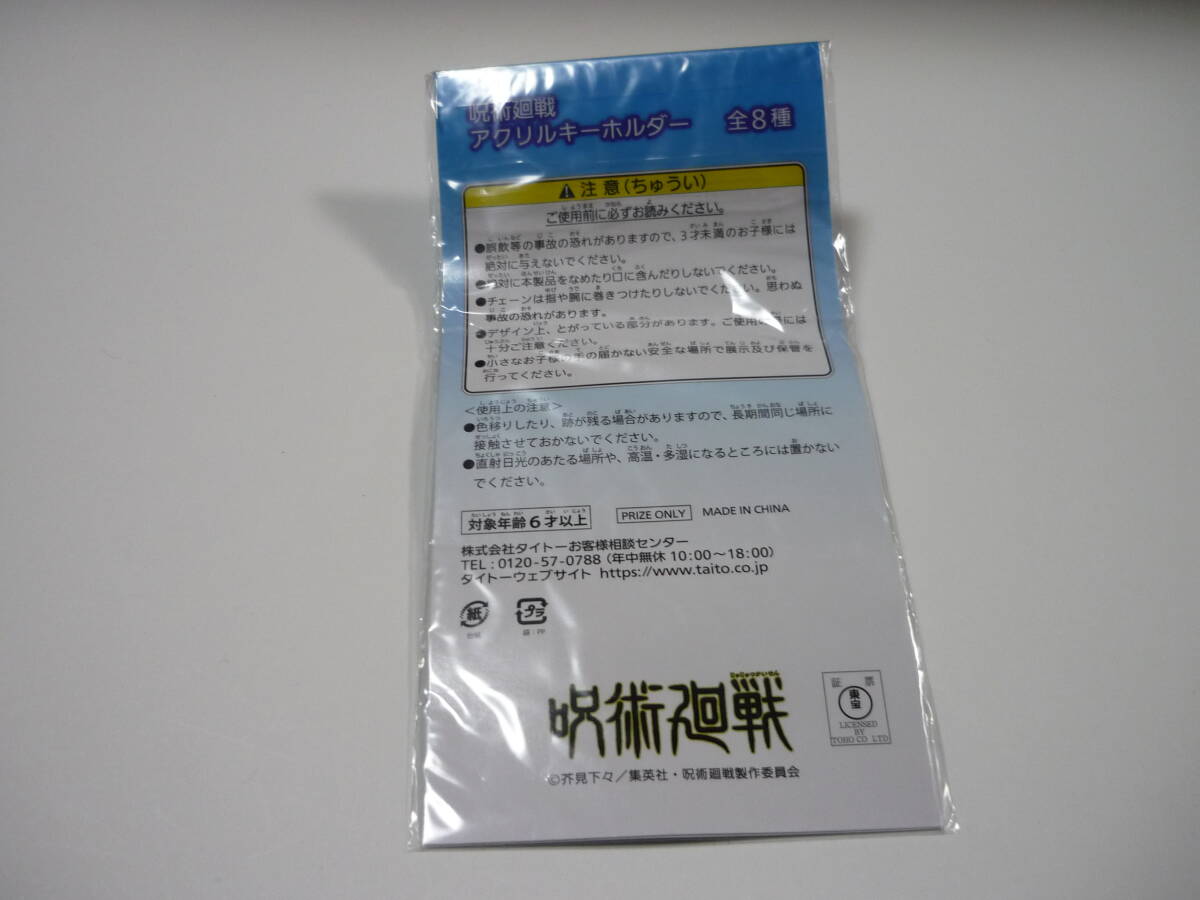 呪術廻戦
アクリルキーホルダー 全8種
注意(ちゅうい)
ご使用前に必ずお読みください。
●誤飲等の事故の恐れがありますので、3才未満のお子様には
絶対に与えないでください。
●絶対に本製品をなめたり口に含んだりしないでください。
●チェーンは指や腕に巻きつけたりしないでください。思わぬ
事故の恐れがあります。
●デザイン上、とがっている部分があります。ご使用の際には
十分ご注意ください。
●小さなお子様の手の届かない安全な場所で展示及び保管を
行ってください。
<使用上の注意>
●色移りしたり、跡が残る場合がありますので、長期間同じ場所に
接触させておかないでください。
●直射日光のあたる場所や、高温・多湿になるところには置かない
でください。
対象年齢6才以上 PRIZE ONLY MADE IN CHINA
株式会社タイトーお客様相談センター
TEL:0120-57-0788(年中無休 10:00~18:00)
タイトーウェブサイト https://www.taito.co.jp
紙 プラ
台紙 袋:PP
じゅじゅつかいせん
呪術廻戦
証 票
東宝
LICENSED
BY
TOHO CO LTD
©芥見下々/集英社・呪術廻戦製作委員会